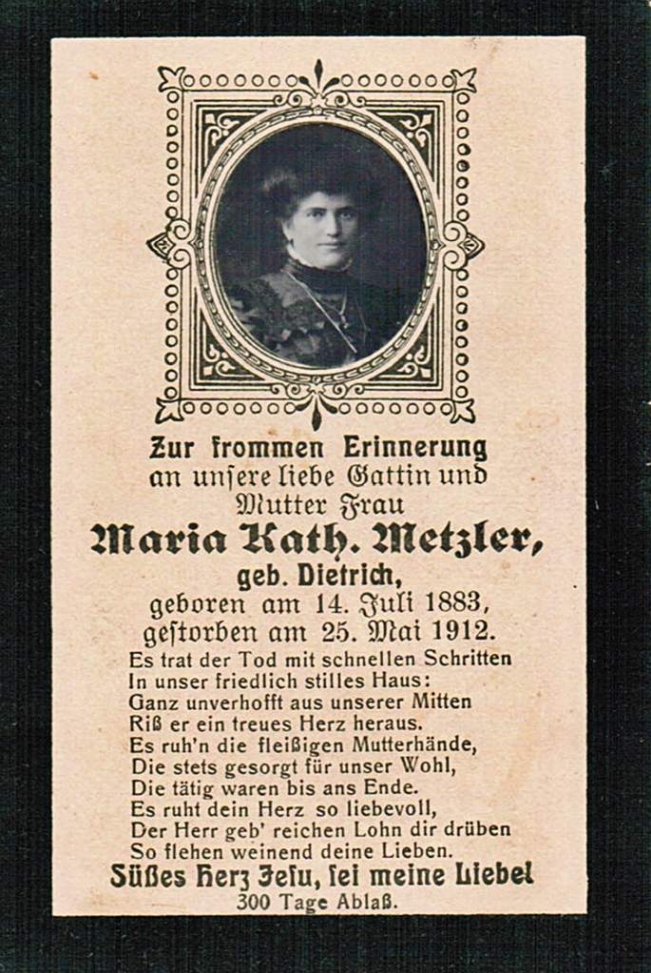 Zur frommen Erinnerung
an unsere liebe Gattin und
Mutter Frau
Maria Kath. Metzler,
geb. Dietrich,
geboren am 14. Juli 1883,
gestorben am 25. Mai 1912.
Es trat der Tod mit schnellen Schritten
In unser friedlich stilles Haus:
Ganz unverhofft aus unserer Mitten
Riß er ein treues Herz heraus.
Es ruh'n die fleißigen Mutterhände,
Die stets gesorgt für unser Wohl,
Die tätig waren bis ans Ende.
Es ruht dein Herz so liebevoll,
Der Herr geb' reichen Lohn dir drüben
So flehen weinend deine Lieben.
Süßes Herz Jesu, sei meine Liebe!
300 Tage Ablaß.